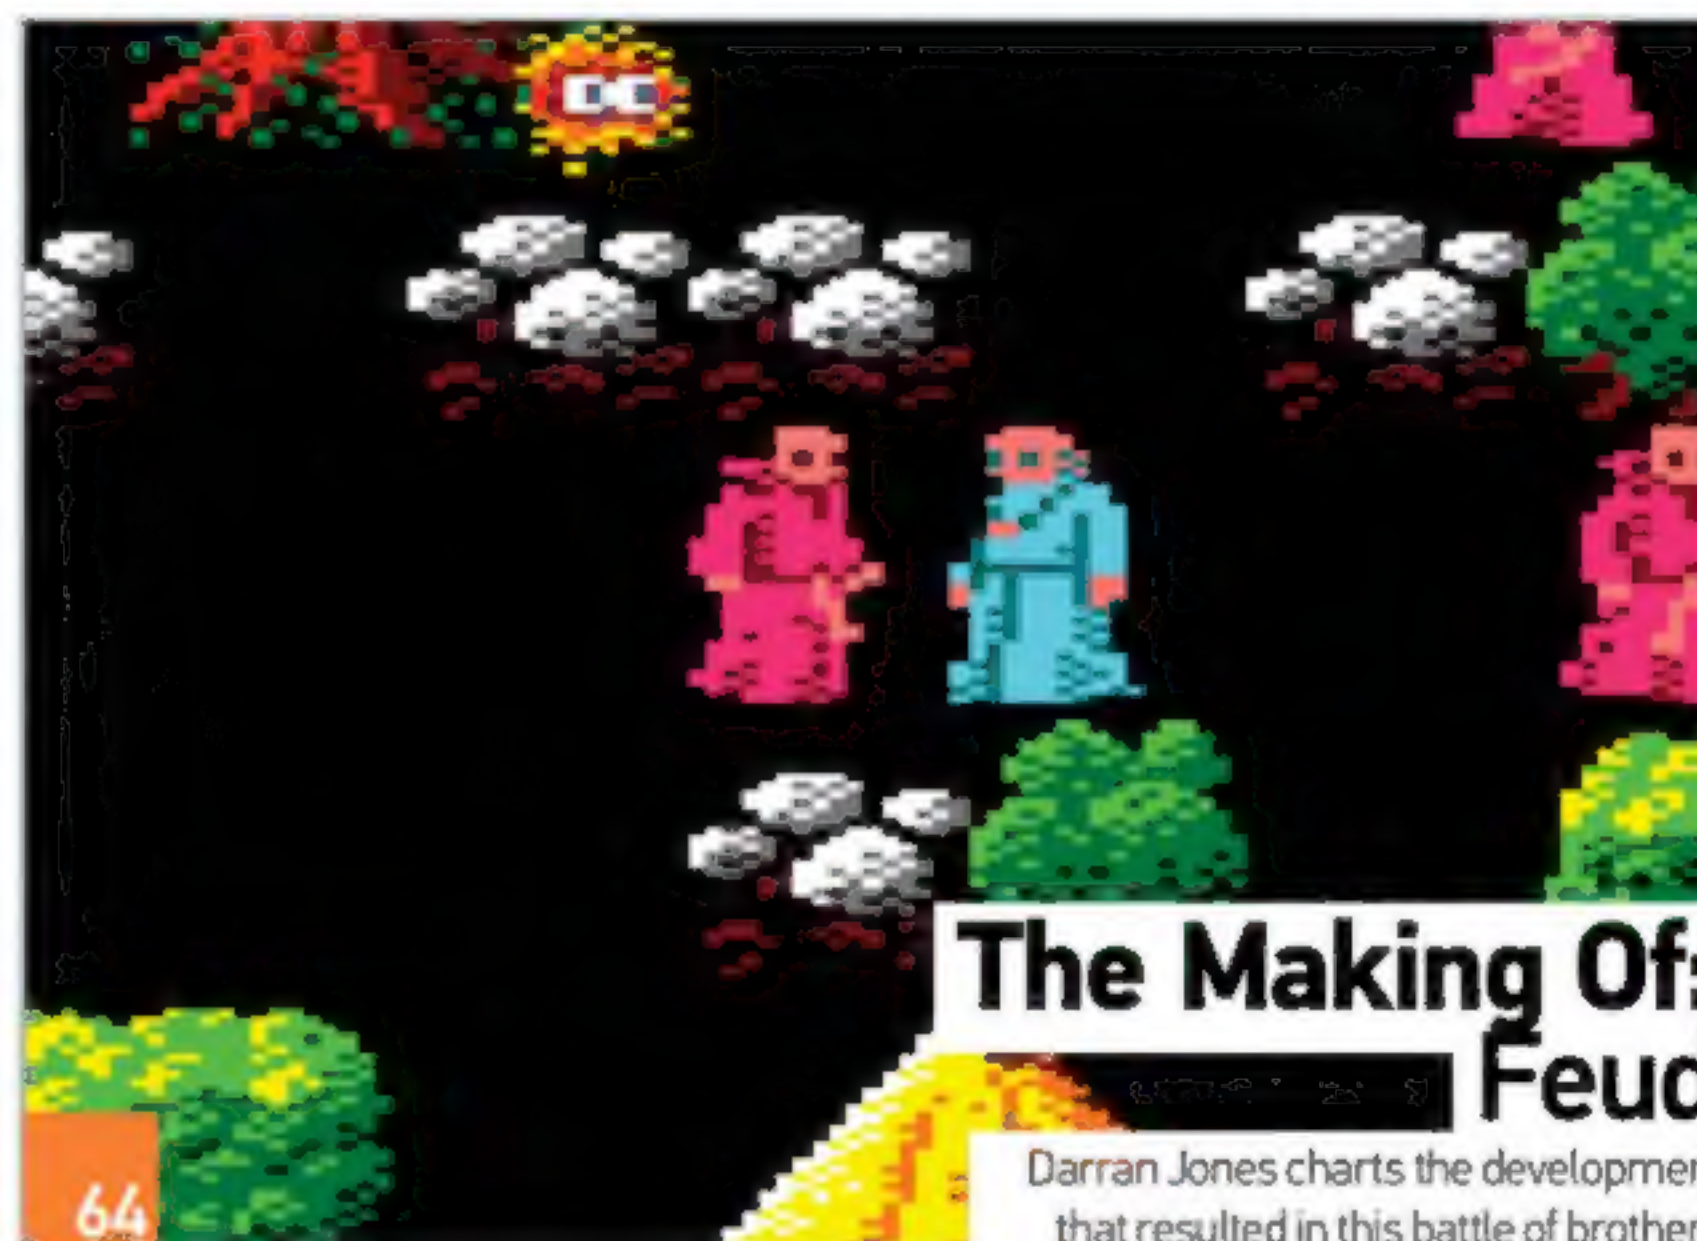 The Making Of:
Feud
Darran Jones charts the developmen
that resulted in this battle of brother
64